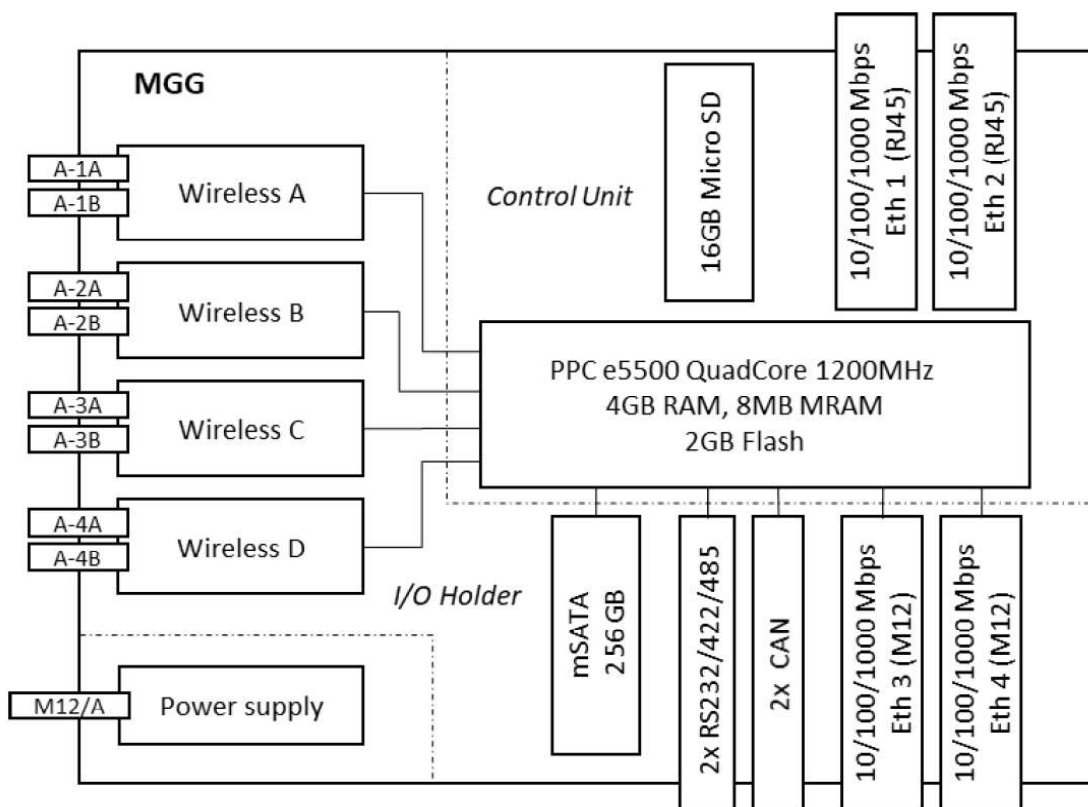 MGG
A-1A
A-1B
Wireless A
A-2A
A-2B
Wireless B
A-3A
A-3B
Wireless C
A-4A
A-4B
Wireless D
I/O Holder
M12/A
Power supply
Control Unit
16GB Micro SD
10/100/1000 Mbps
Eth 1 (RJ45)
10/100/1000 Mbps
Eth 2 (RJ45)
PPC e5500 QuadCore 1200MHz
4GB RAM, 8MB MRAM
2GB Flash
mSATA
256 GB
2x RS232/422/485
2x CAN
10/100/1000 Mbps
Eth 3 (M12)
10/100/1000 Mbps
Eth 4 (M12)